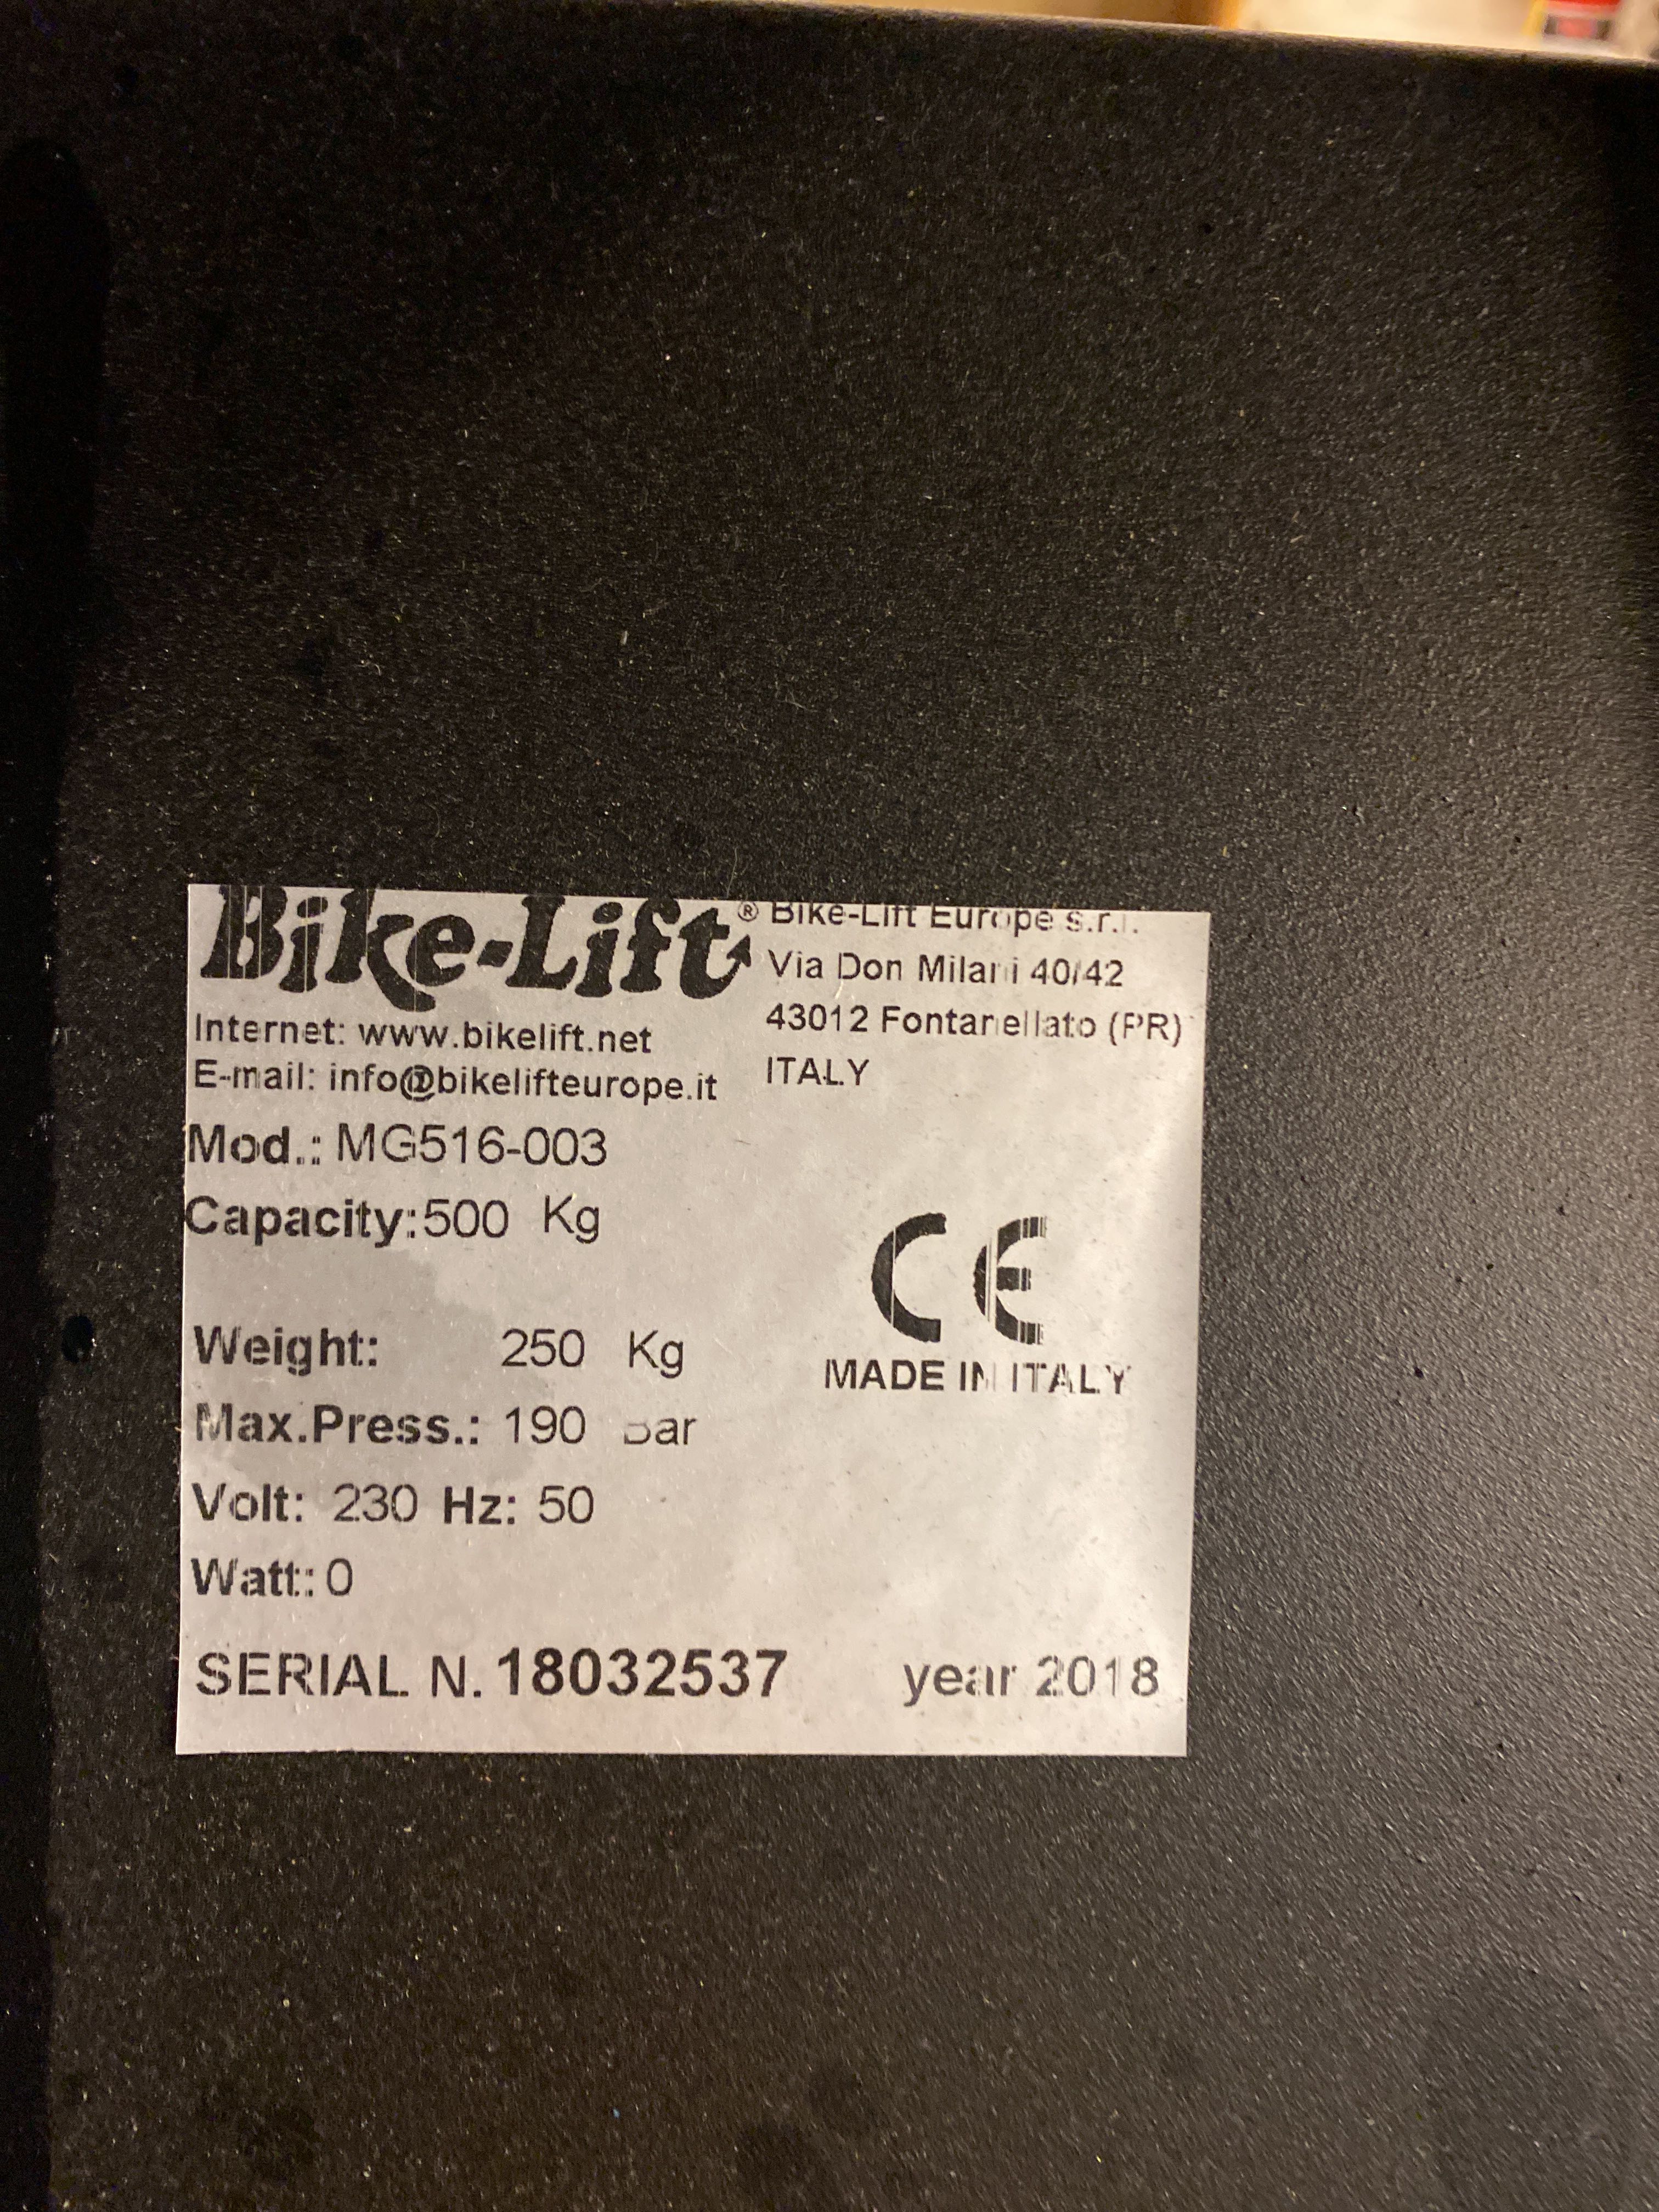 Bike-Lift®
Bike-Lift Europe s.r.l.
Via Don Milani 40/42
43012 Fontanellato (PR)
ITALY
Internet: www.bikelift.net
E-mail: info@bikelifteurope.it
Mod.: MG516-003
Capacity: 500 Kg
Weight: 250 Kg
Max.Press.: 190 Bar
Volt: 230 Hz: 50
Watt: 0
CE
MADE IN ITALY
SERIAL N. 18032537 year 2018